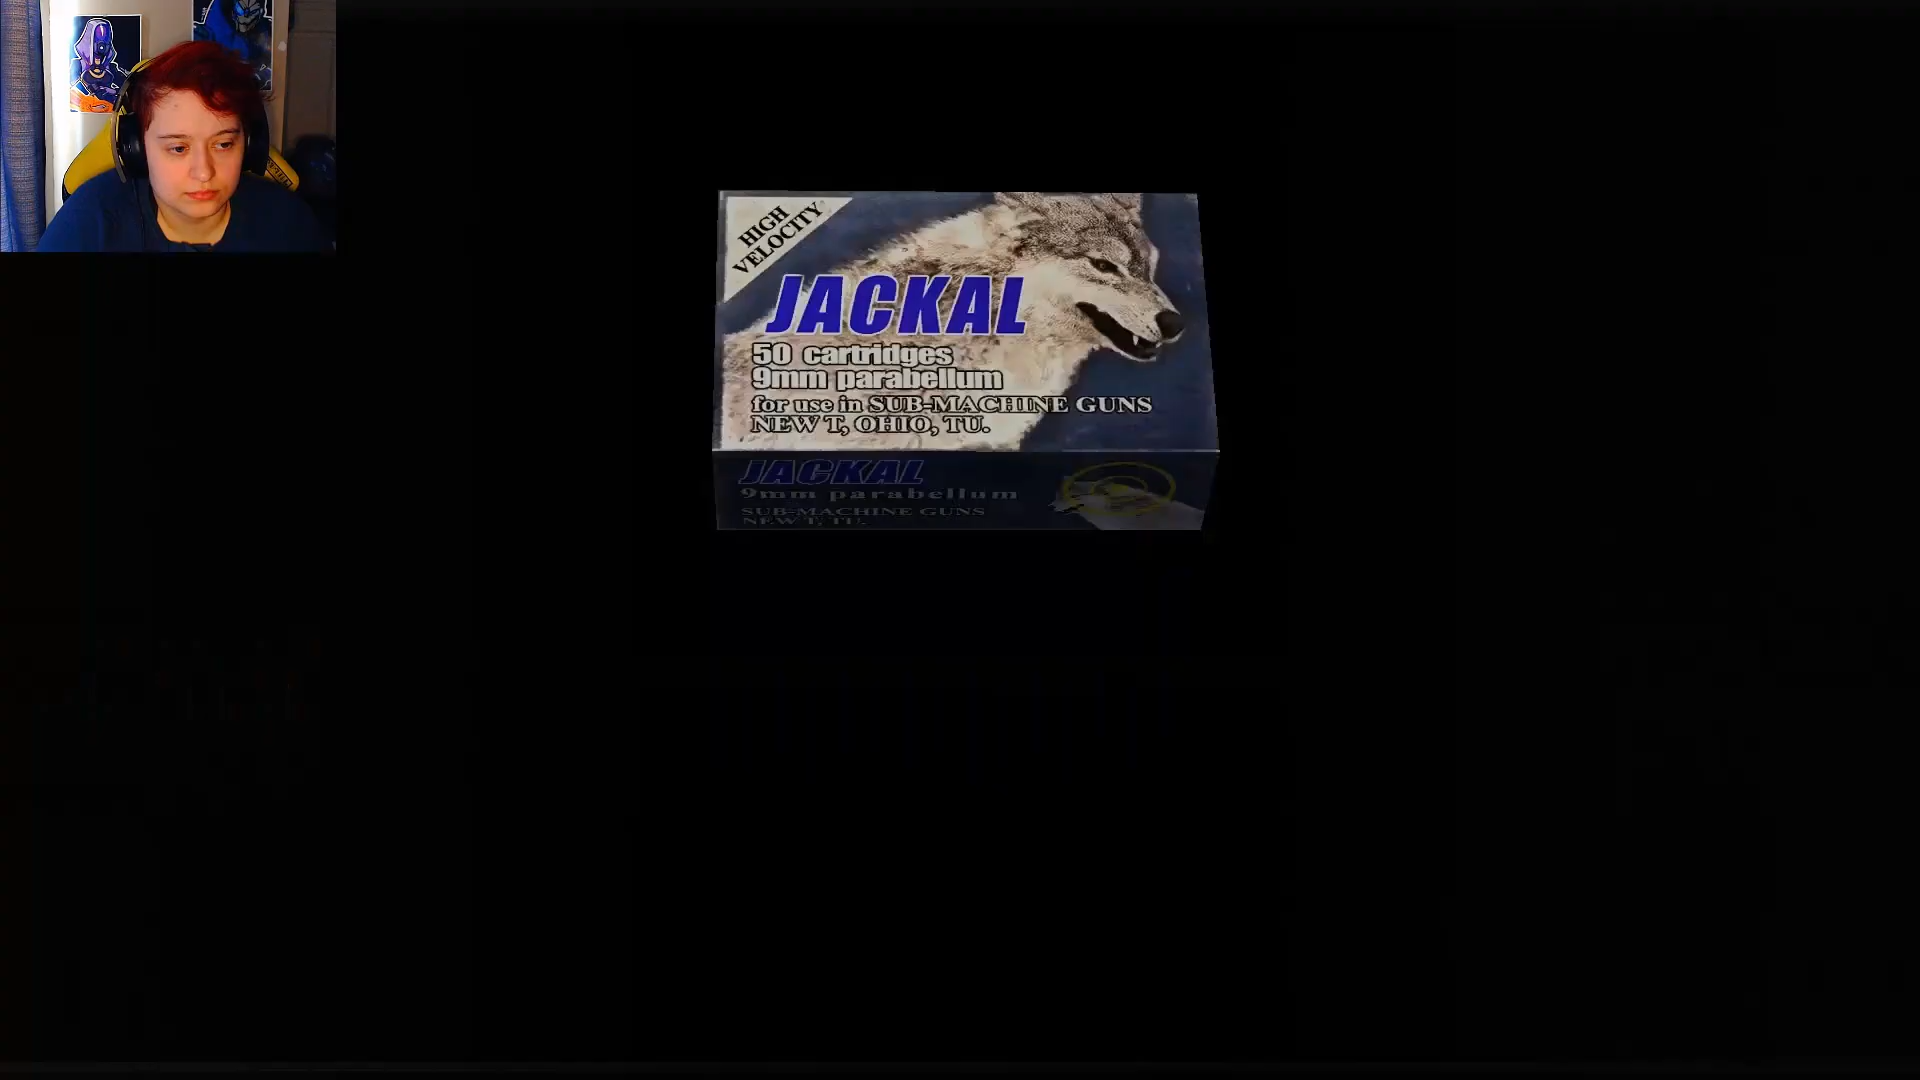 HIGH
VELOCITY
JACKAL
50 cartridges
9mm parabellum
for use in SUB-MACHINE GUNS
NEW T, OHIO, TU.
JACKAL
9mm parabellum
SUB-MACHINE GUNS
NEW T, TU.